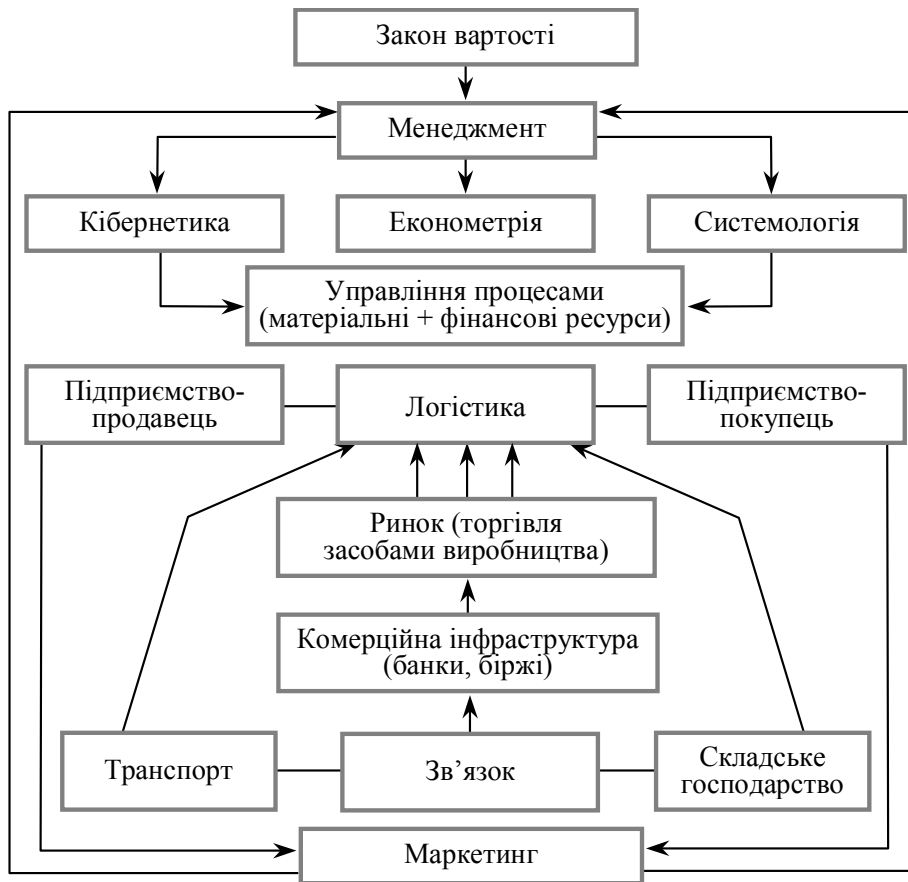 Закон вартості
Менеджмент
Кібернетика
Економетрія
Системологія
Управління процесами
(матеріальні + фінансові ресурси)
Підприємство-
продавець
Логістика
Підприємство-
покупець
Ринок (торгівля
засобами виробництва)
Комерційна інфраструктура
(банки, біржі)
Транспорт
Зв’язок
Складське
господарство
Маркетинг